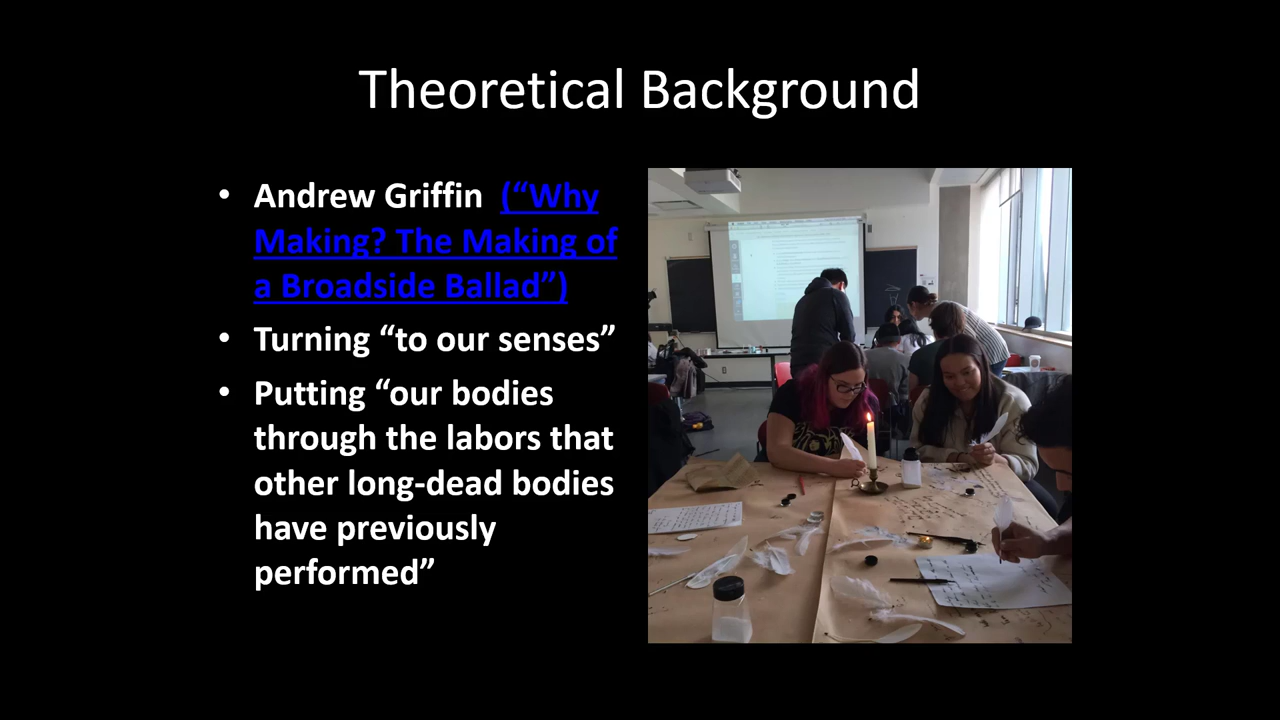 Theoretical Background
• Andrew Griffin (“Why
Making? The Making of
a Broadside Ballad”)
• Turning “to our senses”
• Putting “our bodies
through the labors that
other long-dead bodies
have previously
performed”